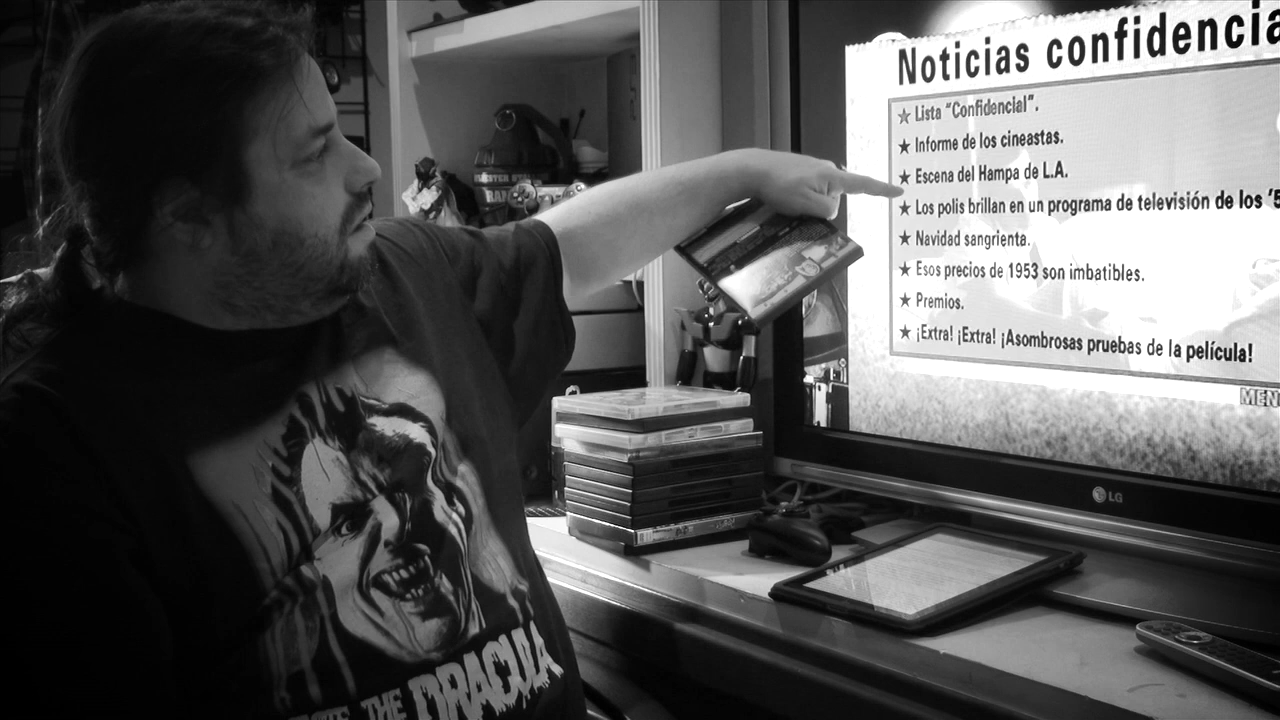 Noticias confidencia
★ Lista "Confidencial".
★ Informe de los cineastas.
★ Escena del Hampa de L.A.
★ Los polis brillan en un programa de televisión de los '5
★ Navidad sangrienta.
★ Esos precios de 1953 son imbatibles.
★ Premios.
★ ¡Extra! ¡Extra! ¡Asombrosas pruebas de la película!
MEN
LG
THE DRACULA